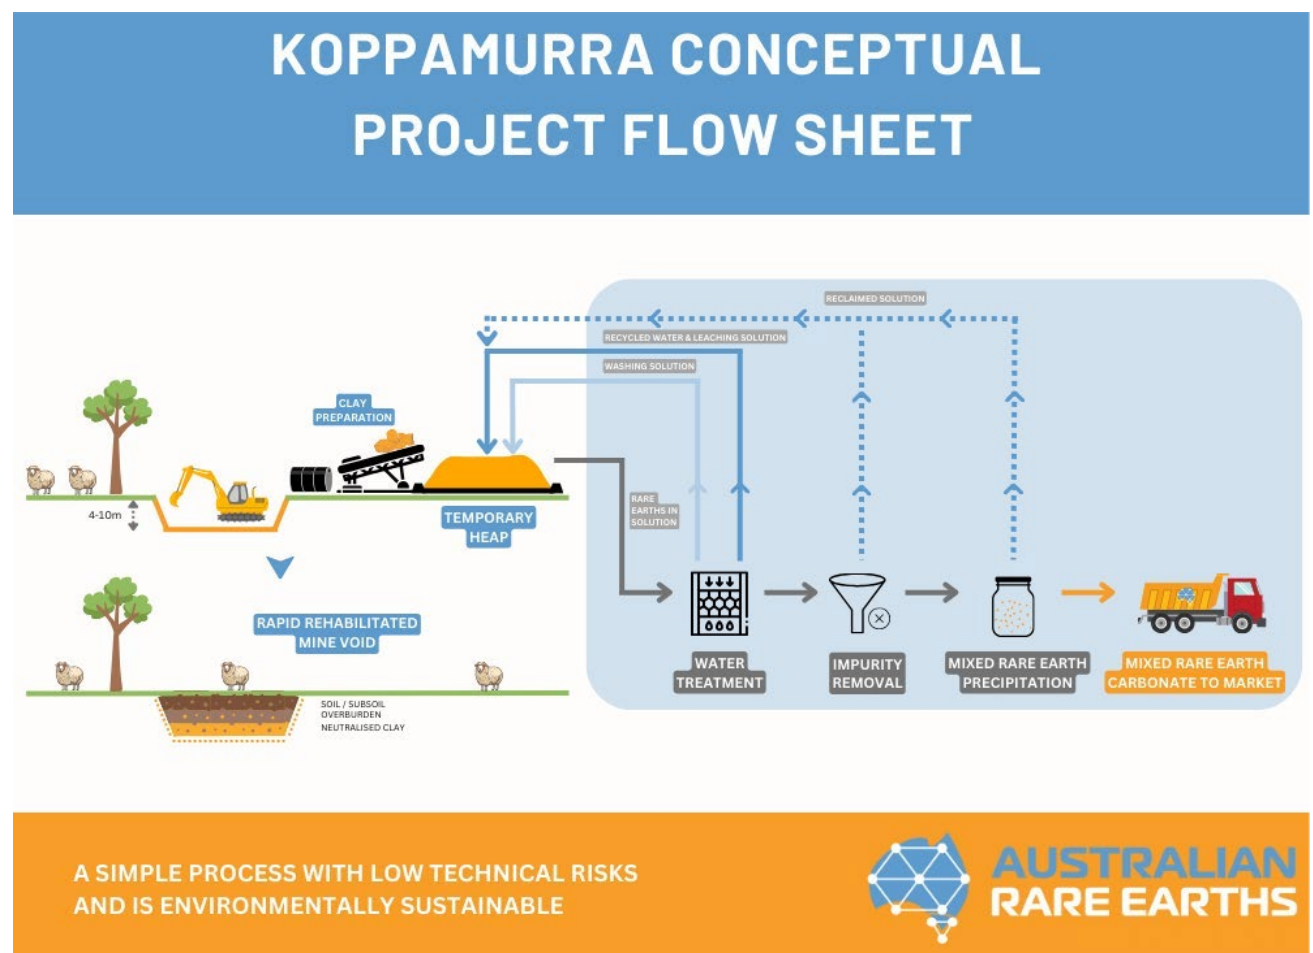 KOPPAMURRA CONCEPTUAL
PROJECT FLOW SHEET
RECLAIMED SOLUTION
RECYCLED WATER & LEACHING SOLUTION
WASHING SOLUTION
CLAY
PREPARATION
4-10m
TEMPORARY
HEAP
RARE
EARTHS IN
SOLUTION
RAPID REHABILITATED
MINE VOID
WATER
TREATMENT
IMPURITY
REMOVAL
MIXED RARE EARTH
PRECIPITATION
MIXED RARE EARTH
CARBONATE TO MARKET
SOIL / SUBSOIL
OVERBURDEN
NEUTRALISED CLAY
A SIMPLE PROCESS WITH LOW TECHNICAL RISKS
AND IS ENVIRONMENTALLY SUSTAINABLE
AUSTRALIAN
RARE EARTHS